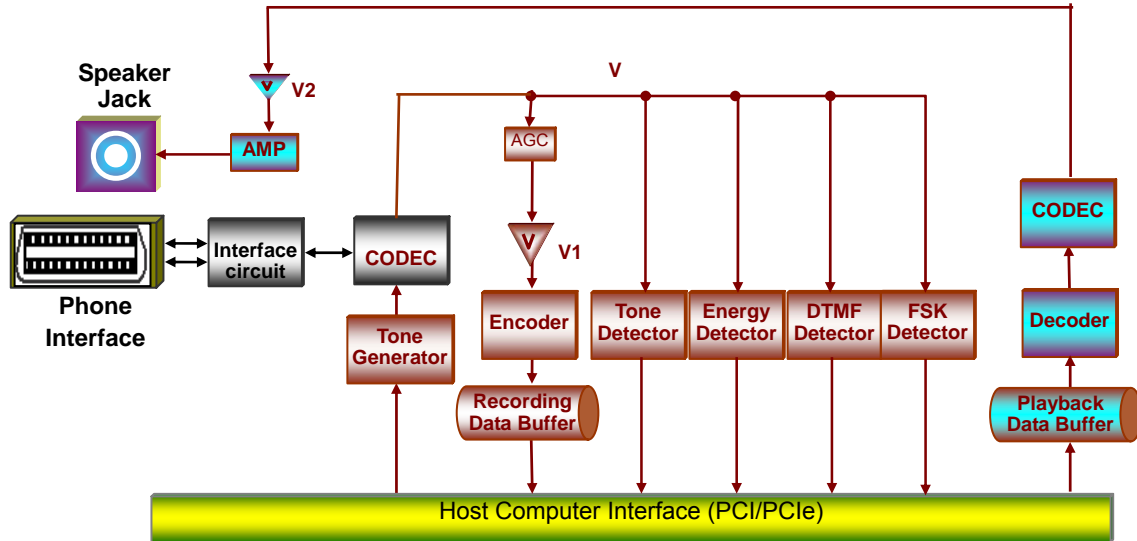 Speaker
Jack
V
V2
AMP
V
AGC
V
V1
Phone
Interface
Interface
circuit
CODEC
Tone
Generator
Encoder
Recording
Data Buffer
Tone
Detector
Energy
Detector
DTMF
Detector
FSK
Detector
CODEC
Decoder
Playback
Data Buffer
Host Computer Interface (PCI/PCIe)